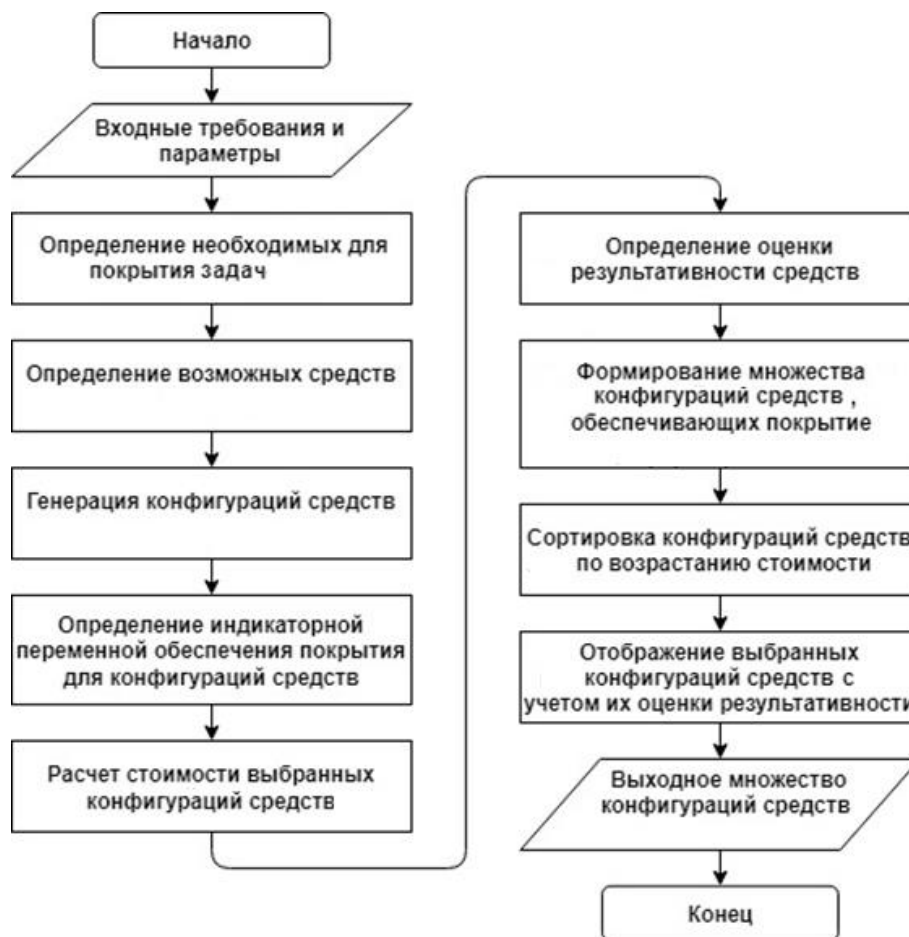 Начало
Входные требования и
параметры
Определение необходимых для
покрытия задач
Определение возможных средств
Генерация конфигураций средств
Определение индикаторной
переменной обеспечения покрытия
для конфигураций средств
Расчет стоимости выбранных
конфигураций средств
Определение оценки
результативности средств
Формирование множества
конфигураций средств ,
обеспечивающих покрытие
Сортировка конфигураций средств
по возрастанию стоимости
Отображение выбранных
конфигураций средств с
учетом их оценки результативности
Выходное множество
конфигураций средств
Конец